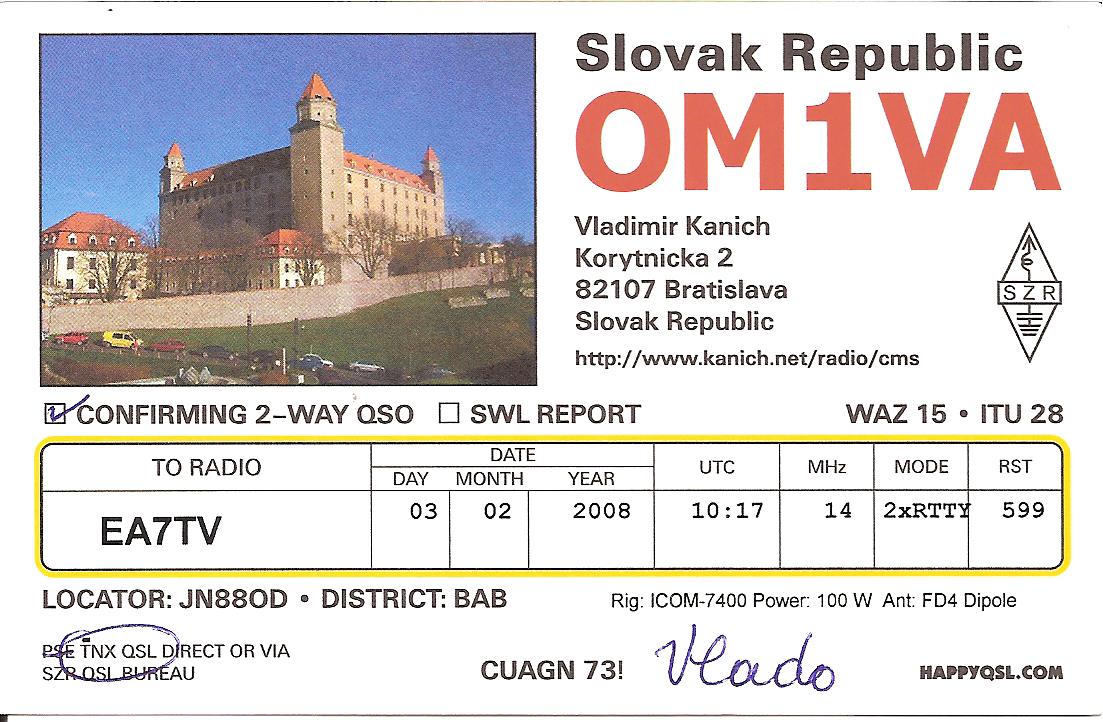 Slovak Republic
OM1VA
Vladimir Kanich
Korytnicka 2
82107 Bratislava
Slovak Republic
http://www.kanich.net/radio/cms
SZR
CONFIRMING 2-WAY QSO SWL REPORT WAZ 15 • ITU 28
TO RADIO DATE UTC MHz MODE RST
DAY MONTH YEAR
EA7TV 03 02 2008 10:17 14 2xRTTY 599
LOCATOR: JN88OD • DISTRICT: BAB Rig: ICOM-7400 Power: 100 W Ant: FD4 Dipole
PSE TNX QSL DIRECT OR VIA
SZR QSL BUREAU
CUAGN 73! Vlado HAPPYQSL.COM